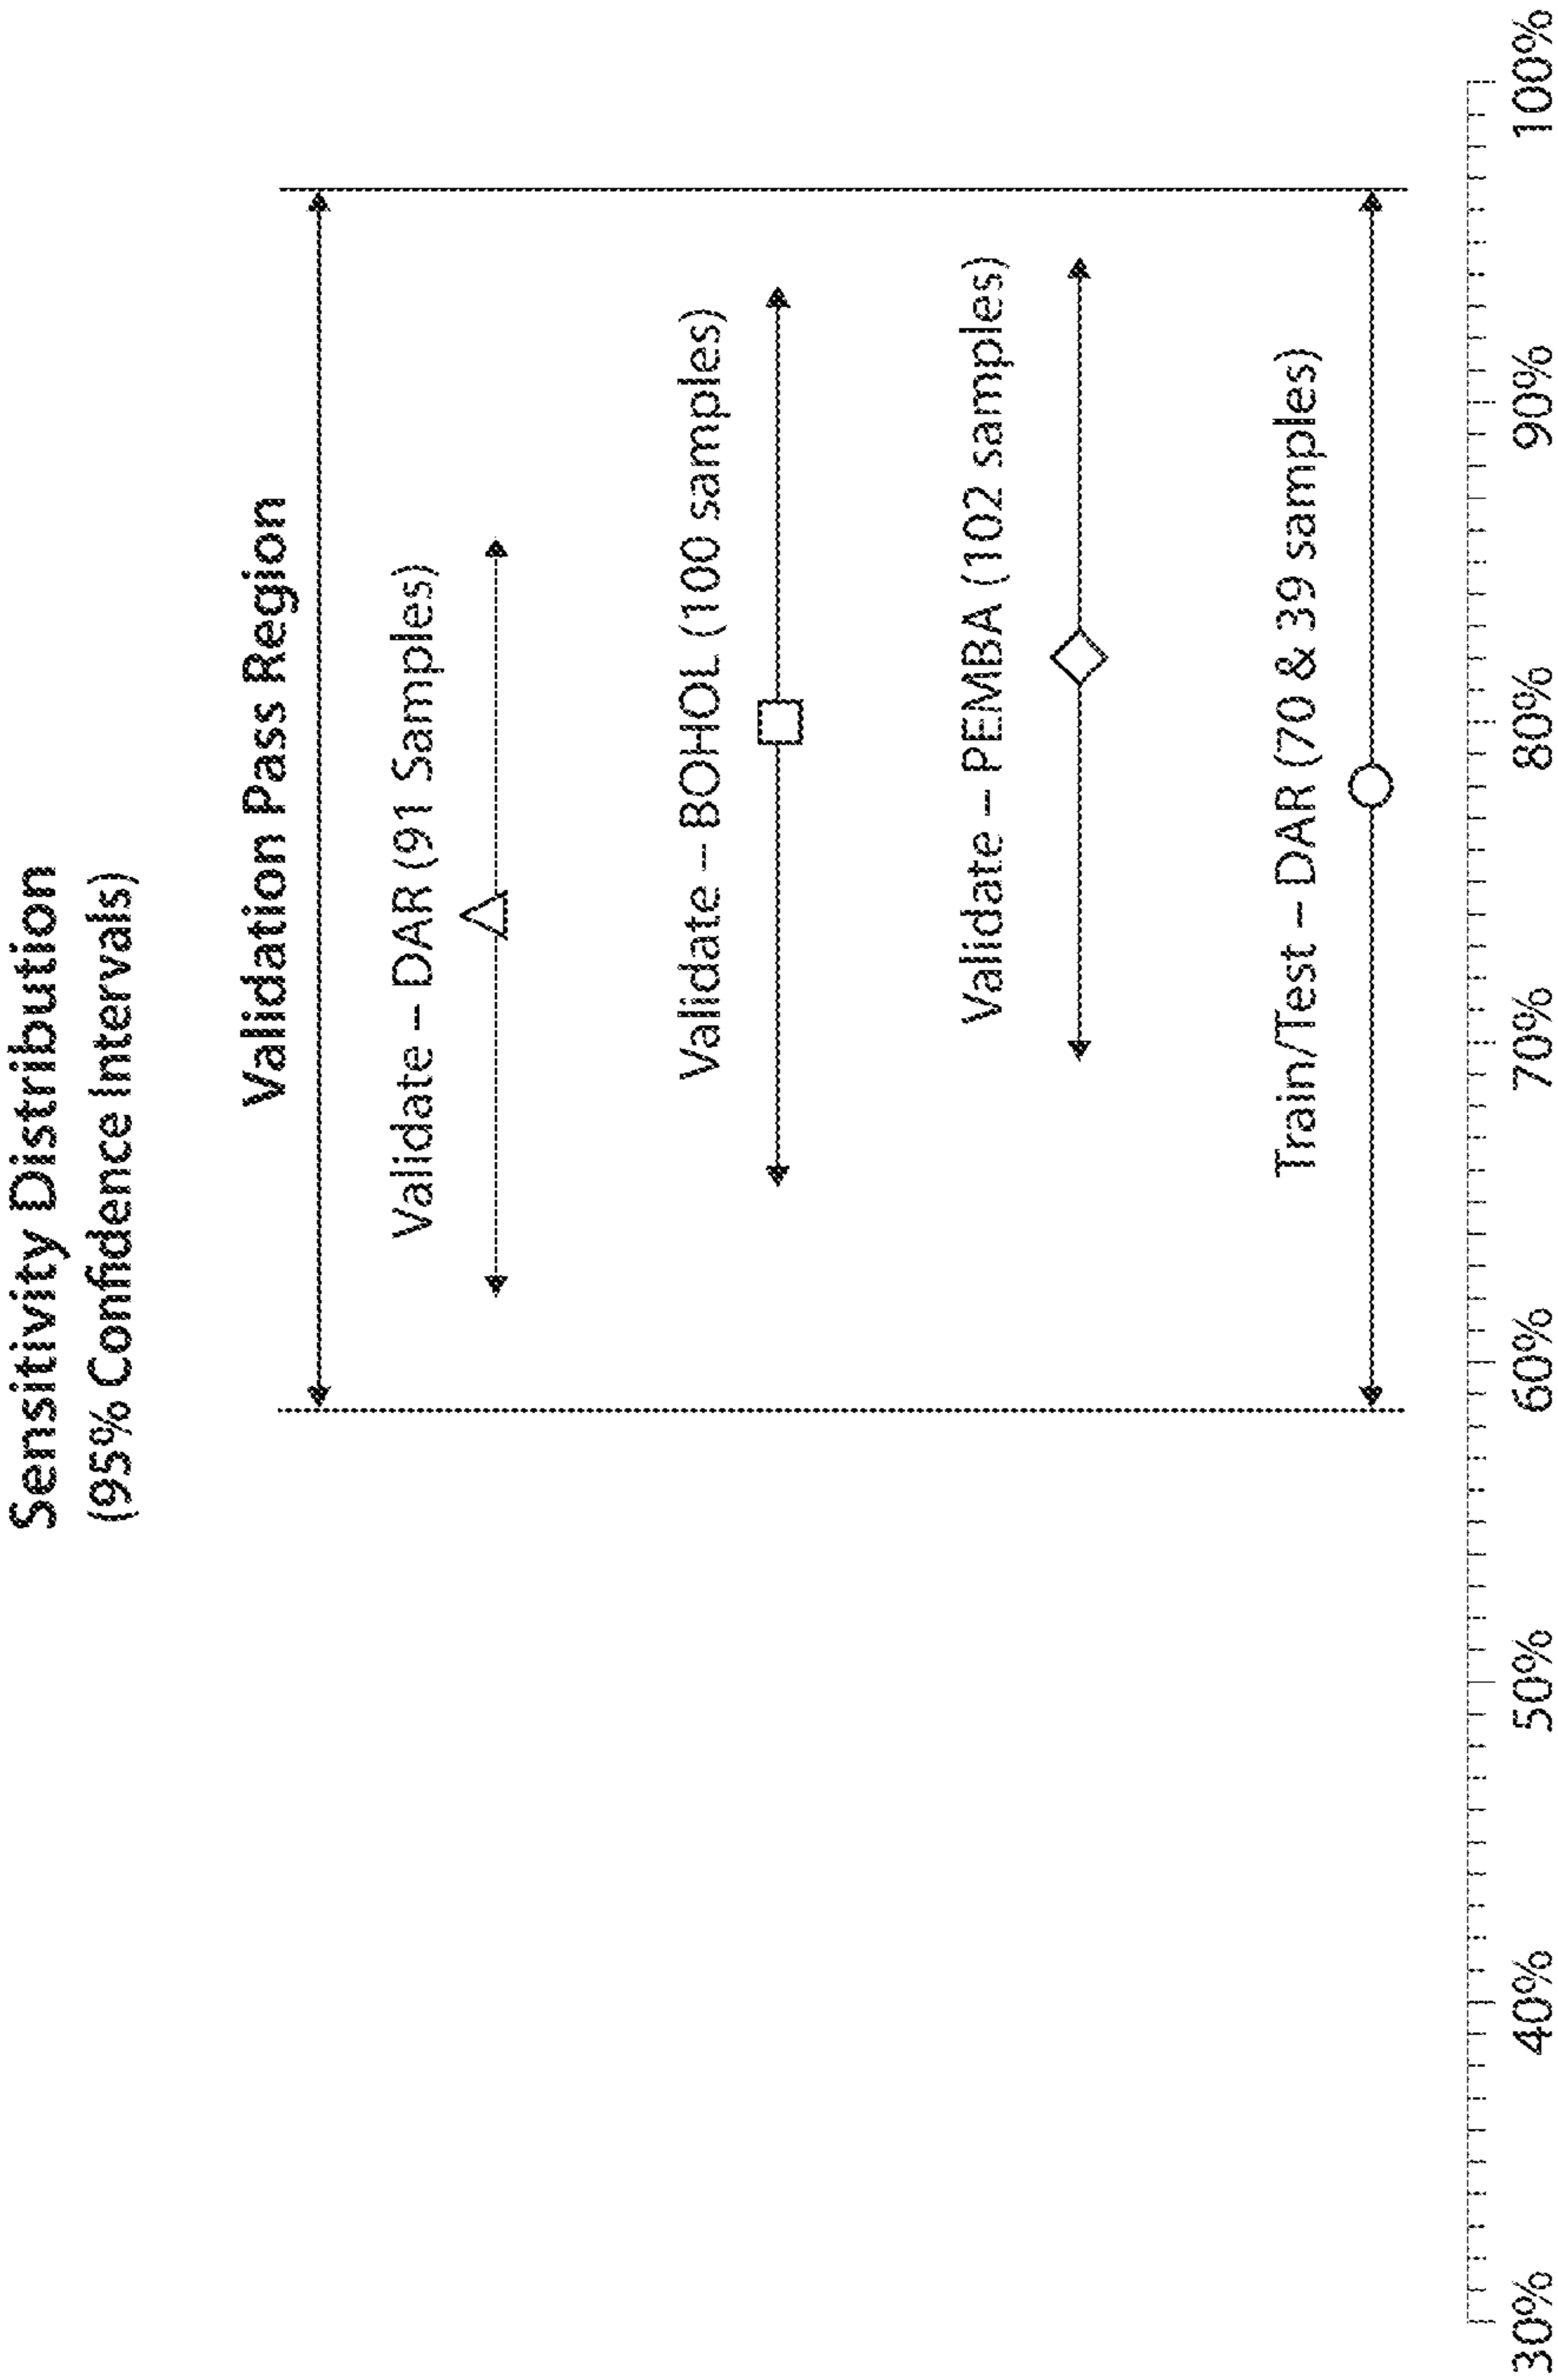 Sensitivity Distribution
(95% Confidence Intervals)
Validation Pass Region
Validate – DAR (91 Samples)
Validate – BOHOL (100 samples)
Validate – PEMBA (102 samples)
Train/Test – DAR (70 & 39 samples)
30% 40% 50% 60% 70% 80% 90% 100%